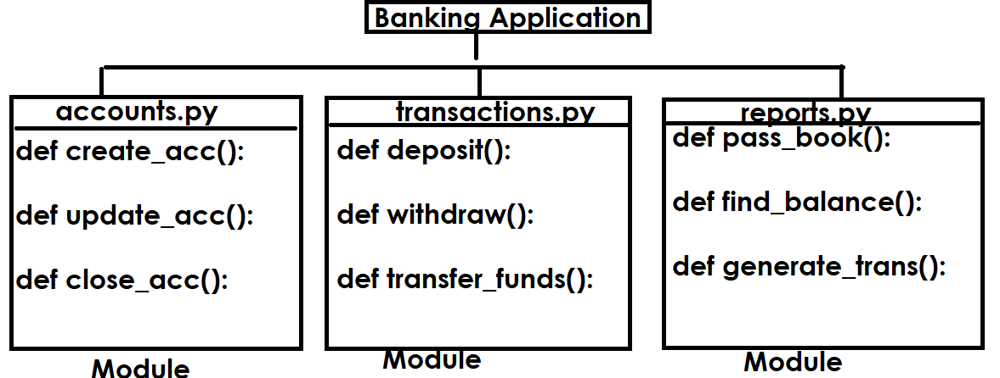 Banking Application
accounts.py
def create_acc():
def update_acc():
def close_acc():
Module
transactions.py
def deposit():
def withdraw():
def transfer_funds():
Module
reports.py
def pass_book():
def find_balance():
def generate_trans():
Module